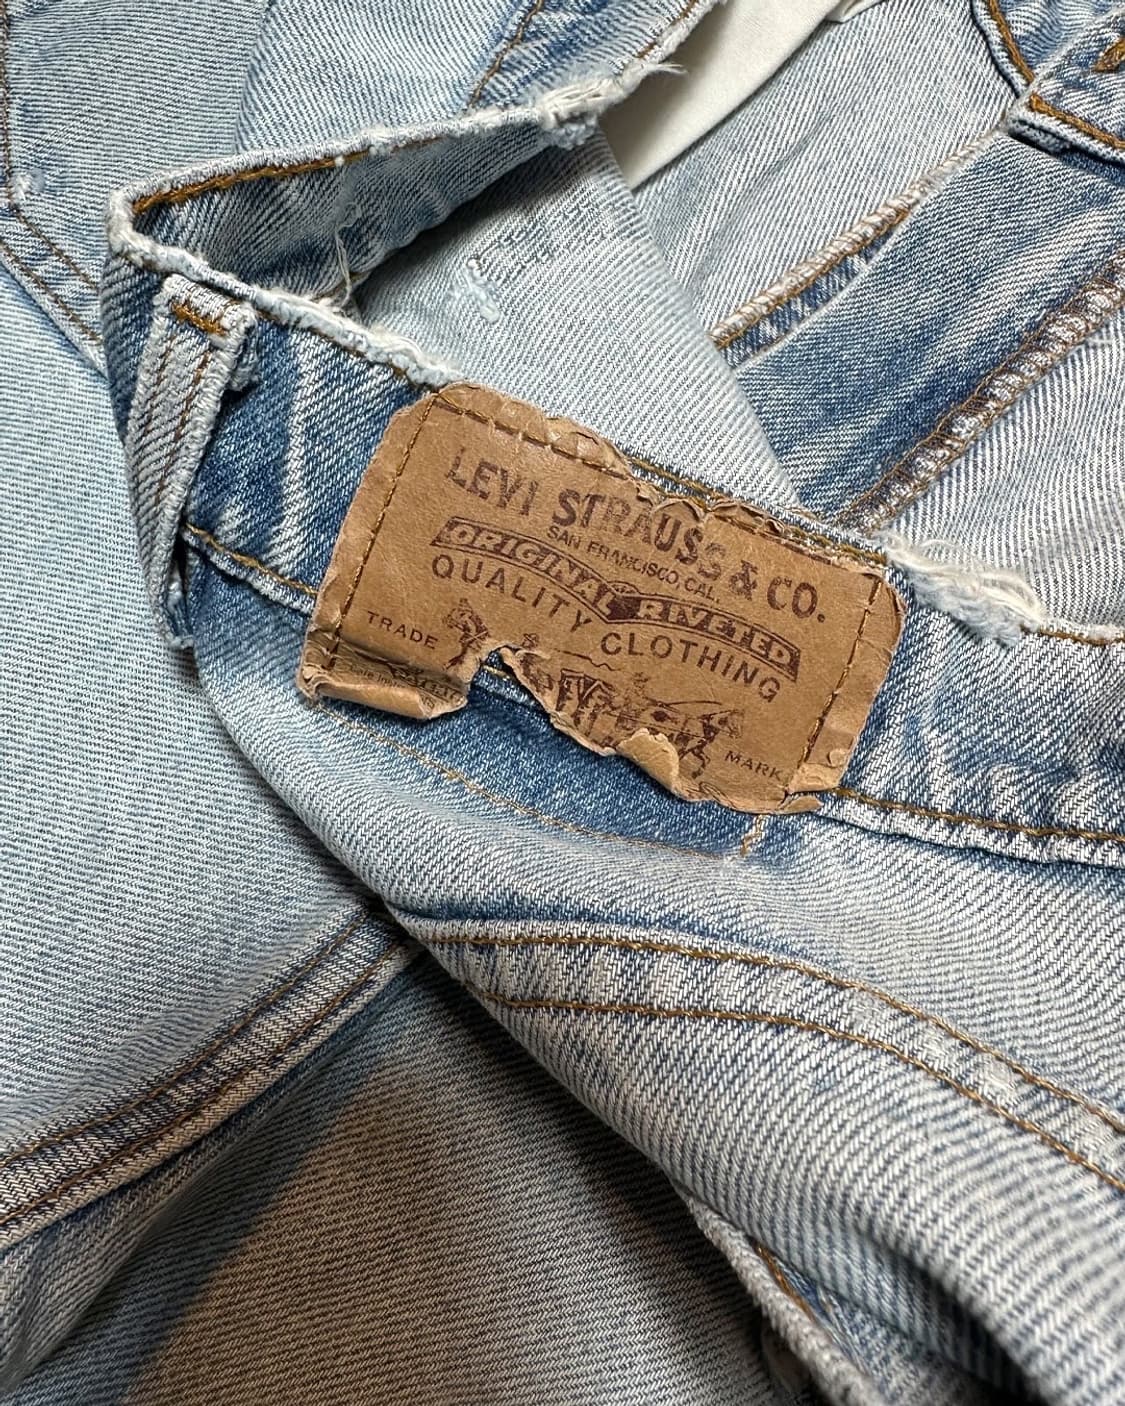 LEVI STRAUSS & CO.
SAN FRANCISCO, CAL.
ORIGINAL RIVETED
QUALITY CLOTHING
TRADE MARK